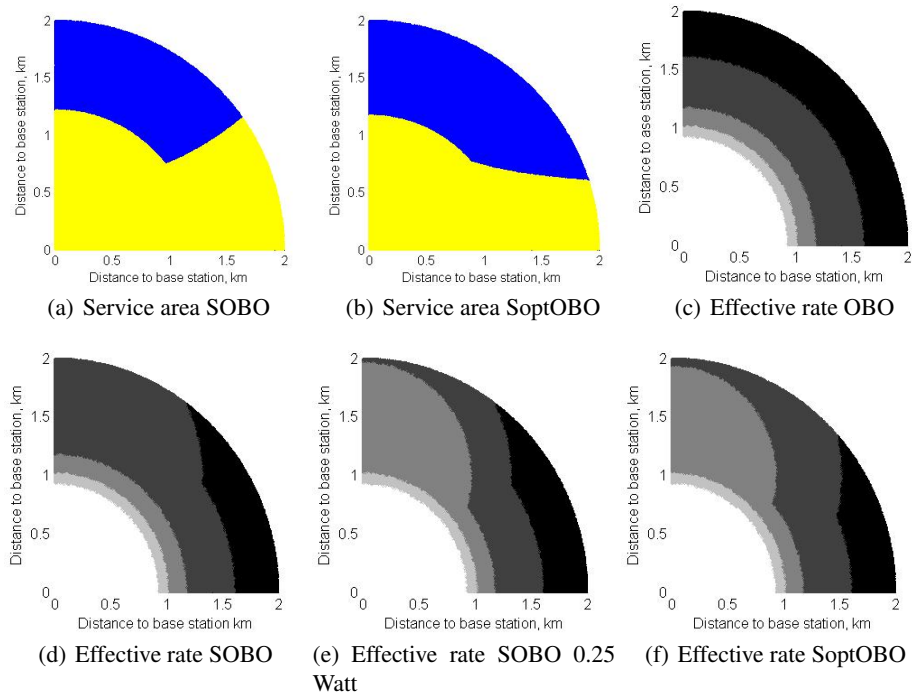 2
1.5
1
0.5
0
0 0.5 1 1.5 2
Distance to base station, km
Distance to base station, km
(a) Service area SOBO
2
1.5
1
0.5
0
0 0.5 1 1.5 2
Distance to base station, km
Distance to base station, km
(b) Service area SoptOBO
2
1.5
1
0.5
0
0 0.5 1 1.5 2
Distance to ase station, km
Distance to base station, km
(c) Effective rate OBO
2
1.5
1
0.5
0
0 0.5 1 1.5 2
Distance to base station, km
Distance to base station km
(d) Effective rate SOBO
2
1.5
1
0.5
0
0 0.5 1 1.5 2
Distance to base station, km
Distance to base station, km
(e) Effective rate SOBO 0.25
Watt
2
1.5
1
0.5
0
0 0.5 1 1.5 2
Distance to base station, km
Distance to base station, km
(f) Effective rate SoptOBO